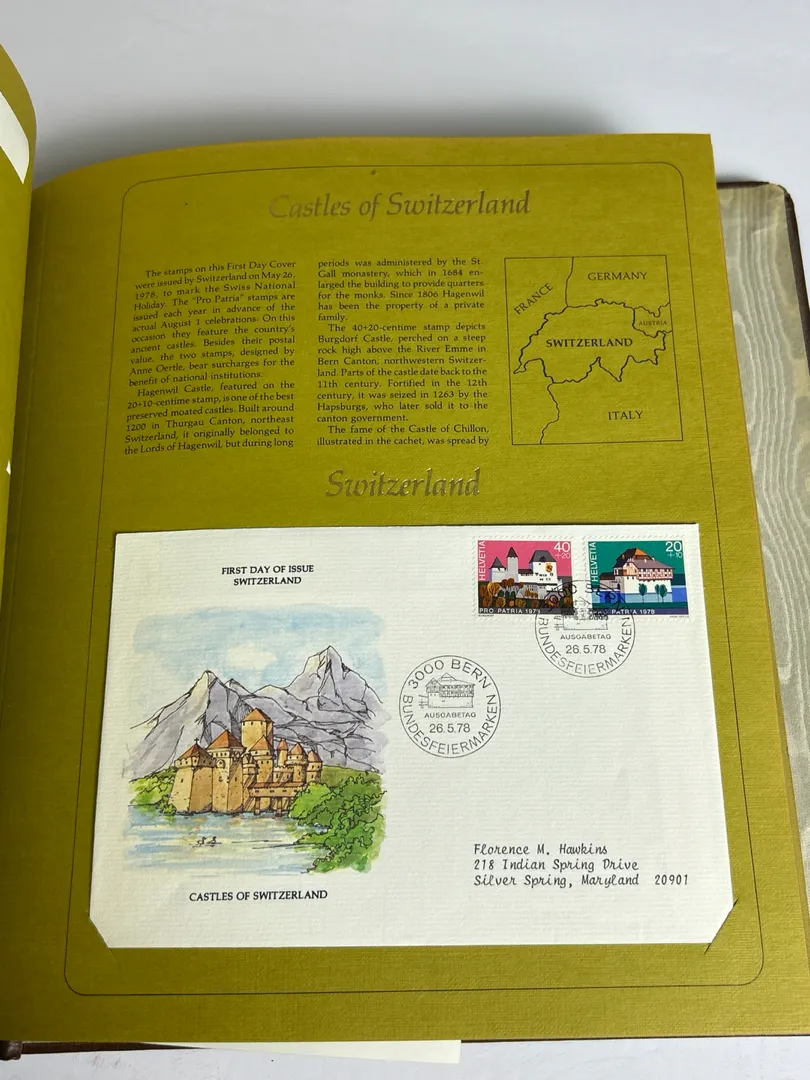 Castles of Switzerland
The stamps on this First Day Cover
were issued by Switzerland on May 26,
1978, to mark the Swiss National
Holiday. The "Pro Patria" stamps are
issued each year in advance of the
actual August 1 celebrations. On this
occasion they feature the country's
ancient castles. Besides their postal
value, the two stamps, designed by
Anne Oertle, bear surcharges for the
benefit of national institutions.
Hagenwil Castle, featured on the
20+10-centime stamp, is one of the best
preserved moated castles. Built around
1200 in Thurgau Canton, northeast
Switzerland, it originally belonged to
the Lords of Hagenwil, but during long
periods was administered by the St.
Gall monastery, which in 1684 en-
larged the building to provide quarters
for the monks. Since 1806 Hagenwil
has been the property of a private
family.
The 40+20-centime stamp depicts
Burgdorf Castle, perched on a steep
rock high above the River Emme in
Bern Canton, northwestern Switzer-
land. Parts of the castle date back to the
11th century. Fortified in the 12th
century, it was seized in 1263 by the
Hapsburgs, who later sold it to the
canton government.
The fame of the Castle of Chillon,
illustrated in the cachet, was spread by
GERMANY
FRANCE
AUSTRIA
SWITZERLAND
ITALY
Switzerland
FIRST DAY OF ISSUE
SWITZERLAND
HELVETIA
40
+20
PRO PATRIA 1978
HELVETIA
20
+10
PATRIA 1978
3000 BERN
AUSGABETAG
26.5.78
BUNDESFEIERMARKEN
AUSGABETAG
26.5.78
BUNDESFEIERMARKEN
Florence M. Hawkins
218 Indian Spring Drive
Silver Spring, Maryland 20901
CASTLES OF SWITZERLAND